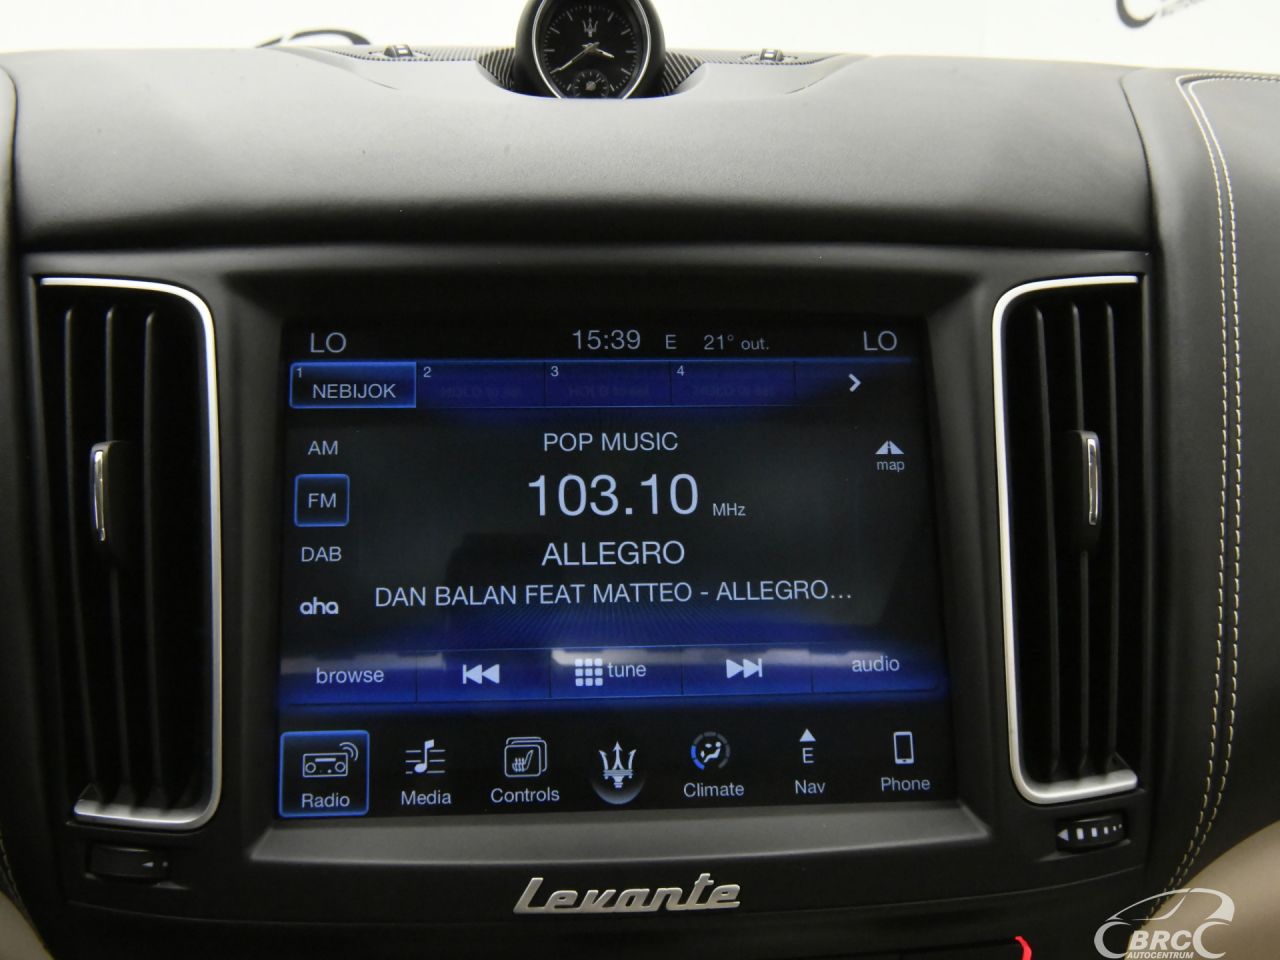 AUTOCENTRUM
LO 15:39 E 21° out. LO
1 NEBIJOK 2 3 4
AM POP MUSIC
map
FM 103.10 MHz
DAB ALLEGRO
aha DAN BALAN FEAT MATTEO - ALLEGRO...
browse tune audio
E
Radio Media Controls Climate Nav Phone
Levante
BRC
AUTOCENTRUM